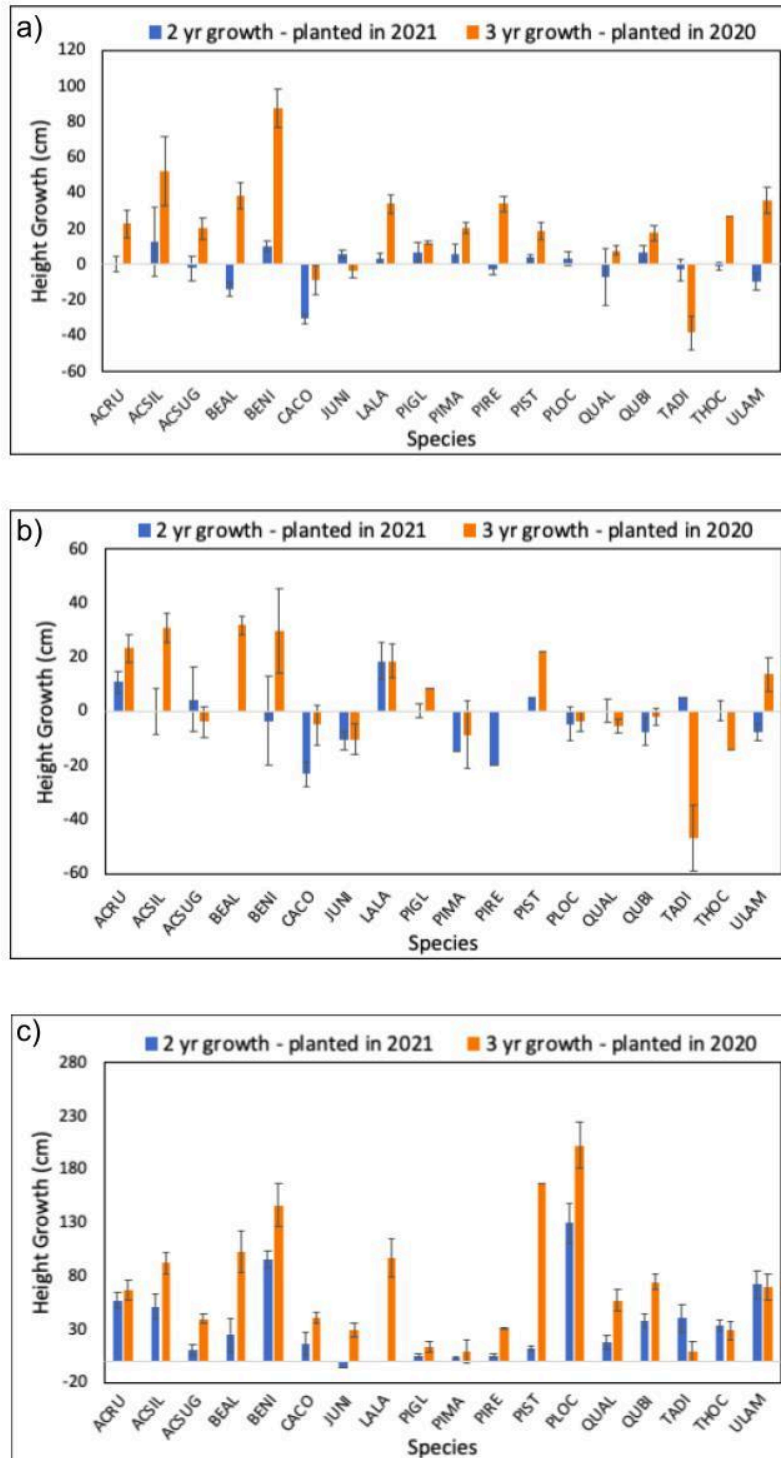 a)
2 yr growth - planted in 2021 3 yr growth - planted in 2020
120
100
80
60
40
20
0
-20
-40
-60
Height Growth (cm)
ACRU ACSIL ACSUG BEAL BENI CACO JUNI LALA PIGL PIMA PIRE PIST PLOC QUAL QUBI TADI THOC ULAM
Species
b)
2 yr growth - planted in 2021 3 yr growth - planted in 2020
60
40
20
0
-20
-40
-60
Height Growth (cm)
ACRU ACSIL ACSUG BEAL BENI CACO JUNI LALA PIGL PIMA PIRE PIST PLOC QUAL QUBI TADI THOC ULAM
Species
c)
2 yr growth - planted in 2021 3 yr growth - planted in 2020
280
230
180
130
80
30
-20
Height Growth (cm)
ACRU ACSIL ACSUG BEAL BENI CACO JUNI LALA PIGL PIMA PIRE PIST PLOC QUAL QUBI TADI THOC ULAM
Species